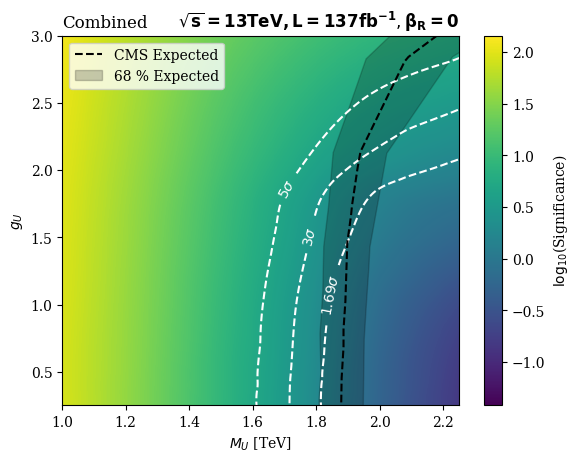 Combined √s = 13TeV, L = 137fb⁻¹, β_R = 0
3.0
2.5
2.0
1.5
1.0
0.5
g_U
CMS Expected
68 % Expected
5σ
3σ
1.69σ
1.0 1.2 1.4 1.6 1.8 2.0 2.2
M_U [TeV]
2.0
1.5
1.0
0.5
0.0
−0.5
−1.0
log₁₀(Significance)